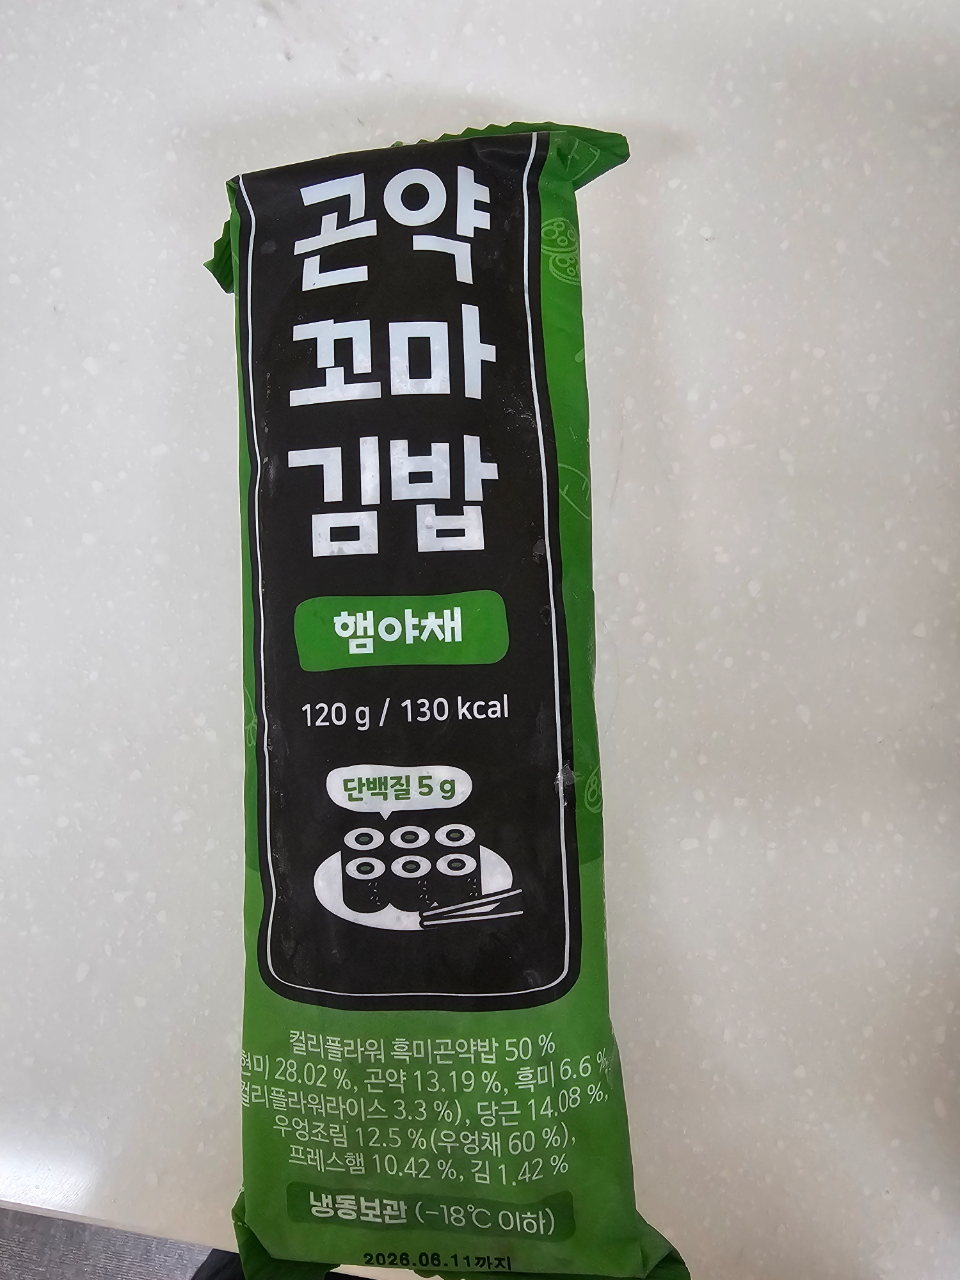 곤약
꼬마
김밥
햄야채
120 g / 130 kcal
단백질 5 g
컬리플라워 흑미곤약밥 50 %
현미 28.02 %, 곤약 13.19 %, 흑미 6.6 %,
컬리플라워라이스 3.3 %), 당근 14.08 %,
우엉조림 12.5 % (우엉채 60 %),
프레스햄 10.42 %, 김 1.42 %
냉동보관 (-18℃ 이하)
2026.06.11까지